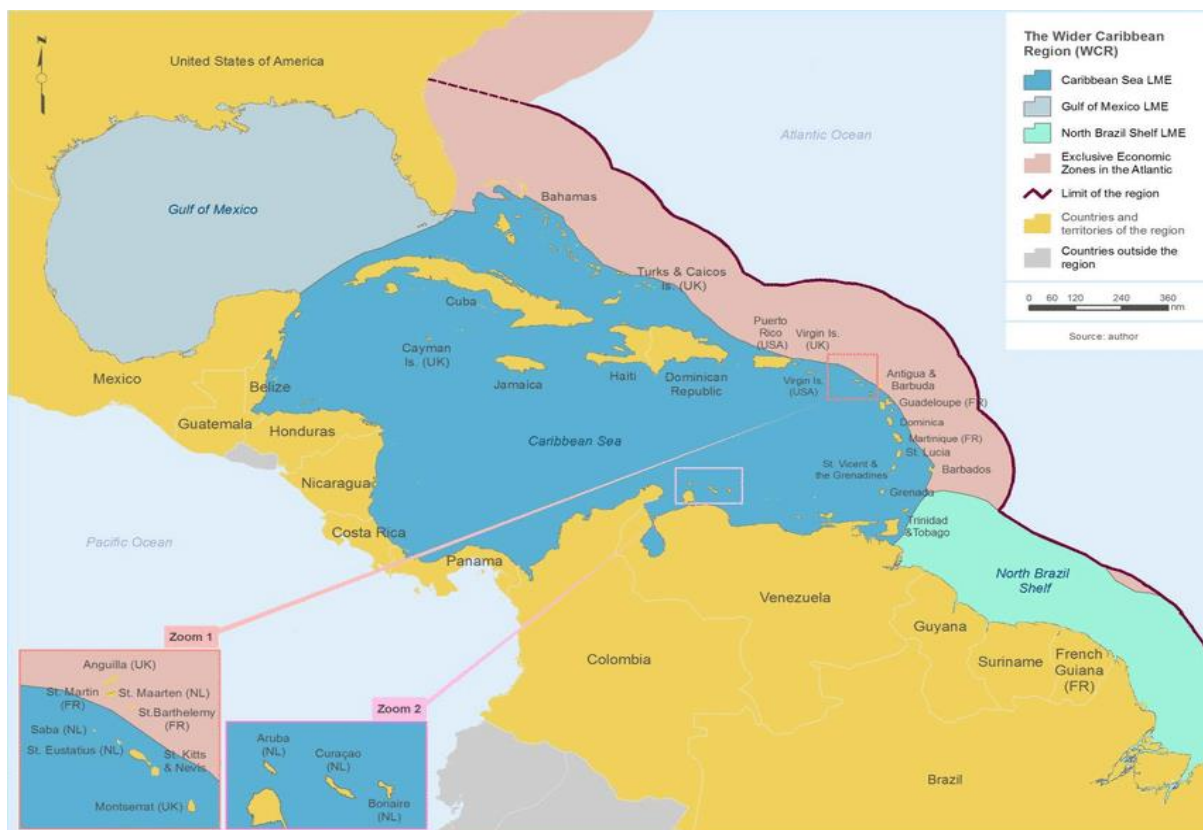 United States of America
Gulf of Mexico
Atlantic Ocean
Bahamas
Turks & Caicos
Is. (UK)
Cuba
Cayman
Is. (UK)
Jamaica
Haiti
Dominican
Republic
Puerto
Rico
(USA)
Virgin Is.
(UK)
Virgin Is.
(USA)
Antigua &
Barbuda
Guadeloupe (FR)
Dominica
Martinique (FR)
St. Lucia
St. Vicent &
the Grenadines
Barbados
Grenada
Trinidad
&Tobago
Mexico
Belize
Guatemala
Honduras
Nicaragua
Costa Rica
Panama
Caribbean Sea
Pacific Ocean
North Brazil
Shelf
Venezuela
Colombia
Guyana
Suriname
French
Guiana
(FR)
Brazil
Zoom 1
Anguilla (UK)
St. Martin
(FR)
St. Maarten (NL)
St.Barthelemy
(FR)
Saba (NL)
St. Eustatius (NL)
St. Kitts
& Nevis
Montserrat (UK)
Zoom 2
Aruba
(NL)
Curaçao
(NL)
Bonaire
(NL)
The Wider Caribbean
Region (WCR)
Caribbean Sea LME
Gulf of Mexico LME
North Brazil Shelf LME
Exclusive Economic
Zones in the Atlantic
Limit of the region
Countries and
territories of the region
Countries outside the
region
0 60 120 240 360
nm
Source: author
N